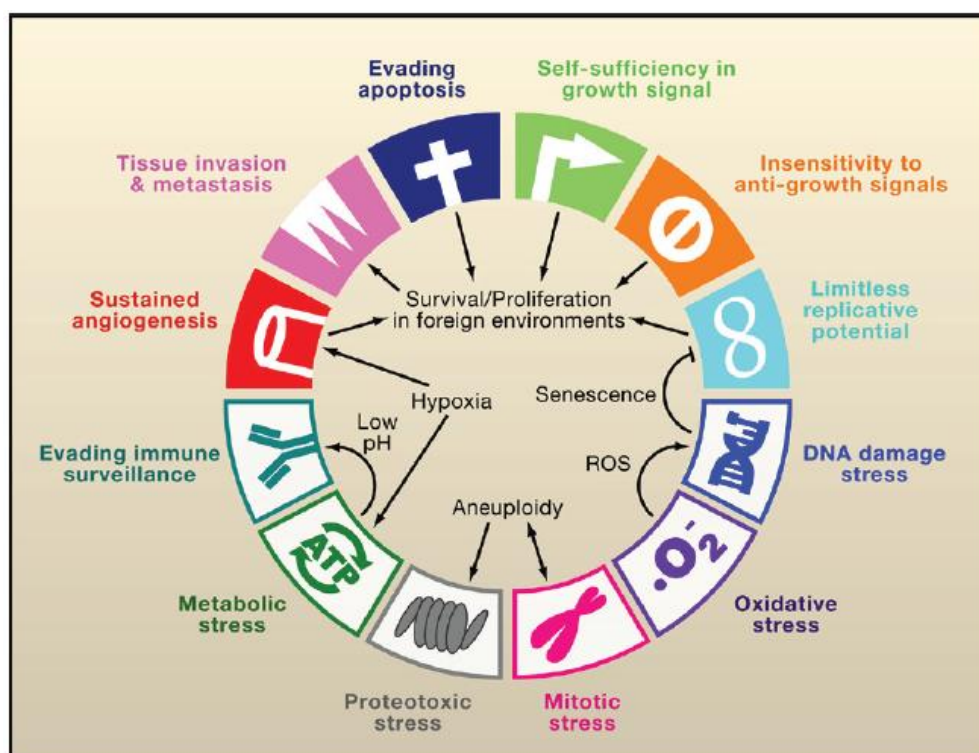 Evading
apoptosis
Self-sufficiency in
growth signal
Tissue invasion
& metastasis
Insensitivity to
anti-growth signals
Sustained
angiogenesis
Survival/Proliferation
in foreign environments
Limitless
replicative
potential
Hypoxia
Senescence
Low
pH
Evading immune
surveillance
ROS
DNA damage
stress
Aneuploidy
ATP
·O₂⁻
Metabolic
stress
Oxidative
stress
Proteotoxic
stress
Mitotic
stress